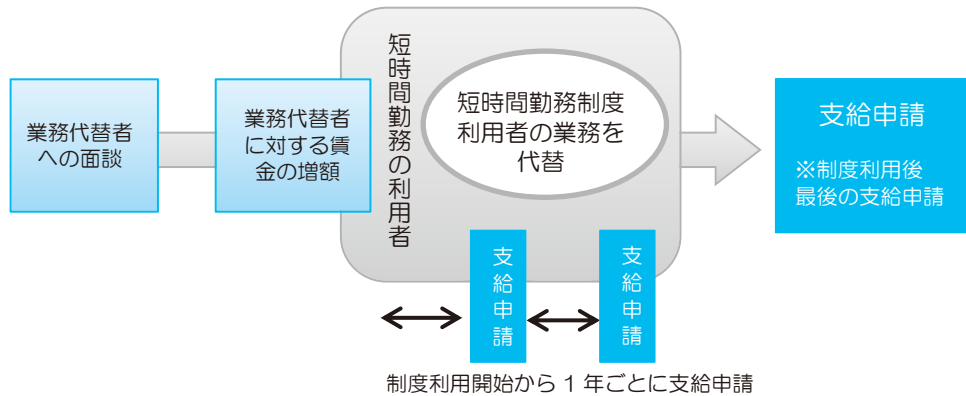 業務代替者
への面談
業務代替者
に対する賃
金の増額
短時間勤務の利用者
短時間勤務制度
利用者の業務を
代替
支給申請
※制度利用後
最後の支給申請
支給申請
支給申請
制度利用開始から 1 年ごとに支給申請